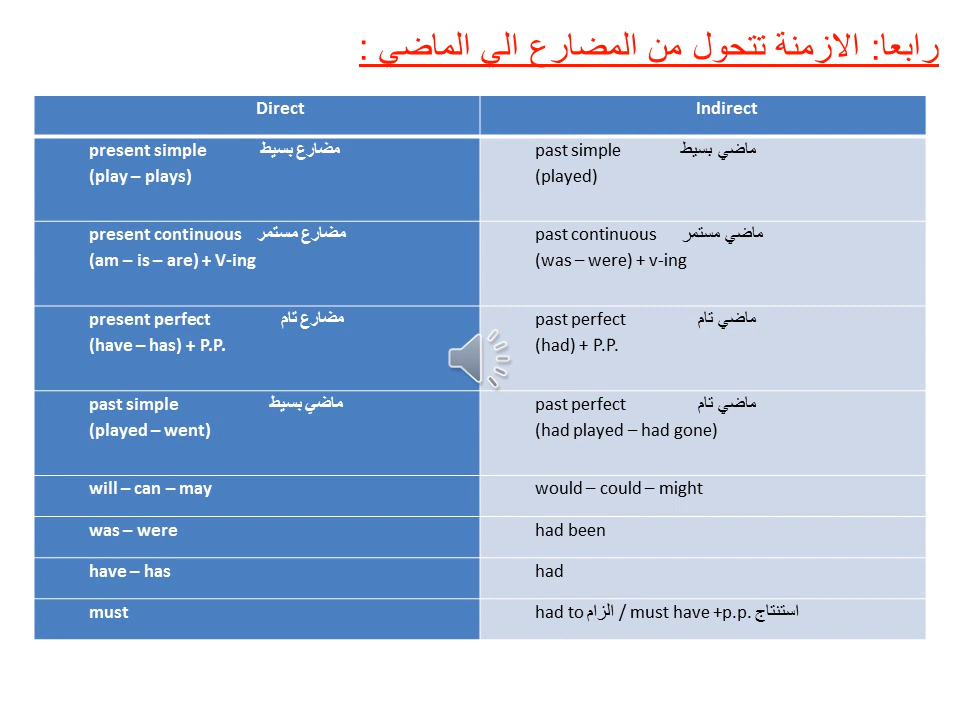 رابعا: الازمنة تتحول من المضارع الي الماضي :
Direct
Indirect
present simple مضارع بسيط
(play – plays)
past simple ماضي بسيط
(played)
present continuous مضارع مستمر
(am – is – are) + V-ing
past continuous ماضي مستمر
(was – were) + v-ing
present perfect مضارع تام
(have – has) + P.P.
past perfect ماضي تام
(had) + P.P.
past simple ماضي بسيط
(played – went)
past perfect ماضي تام
(had played – had gone)
will – can – may
would – could – might
was – were
had been
have – has
had
must
had to الزام / must have +p.p. استنتاج